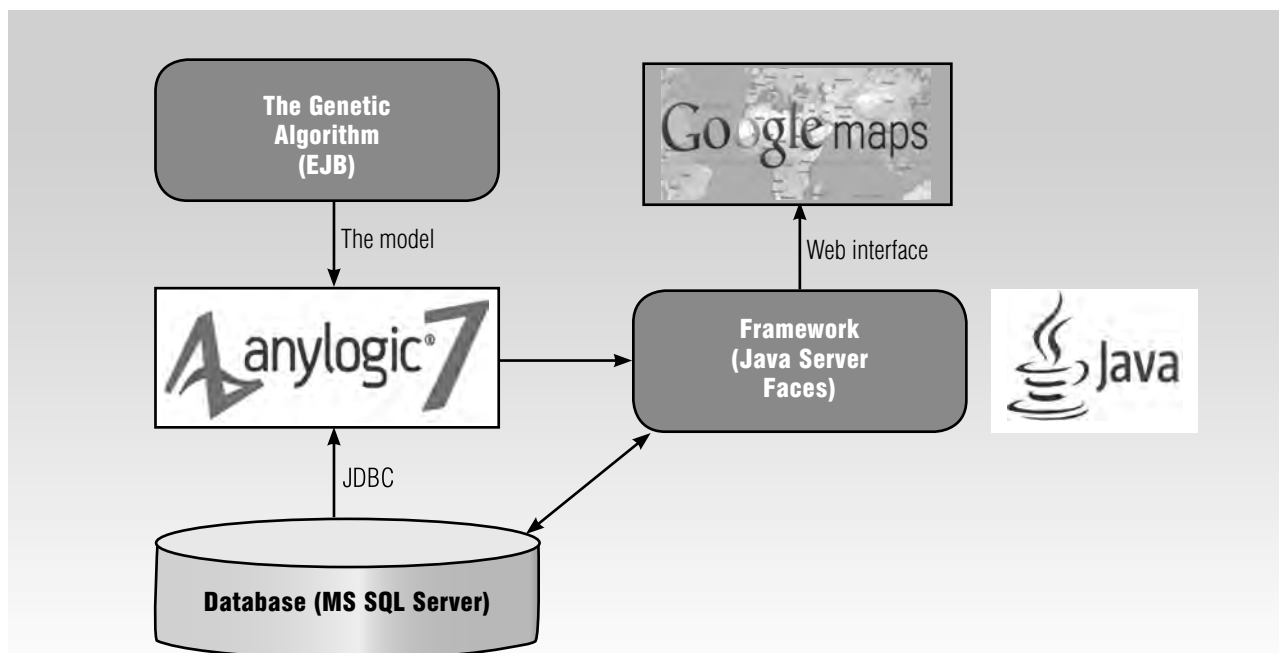 The Genetic
Algorithm
(EJB)
Google maps
The model
Web interface
anylogic® 7
Framework
(Java Server
Faces)
Java
JDBC
Database (MS SQL Server)